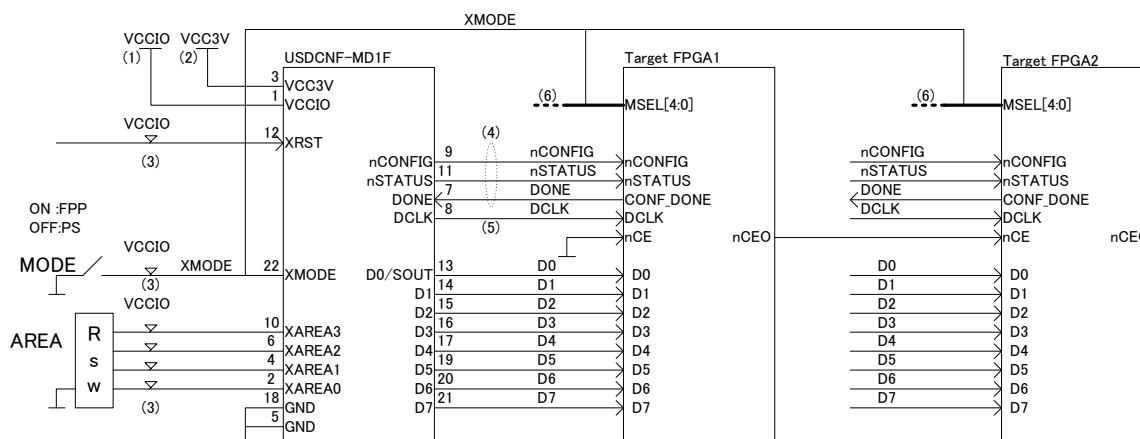 XMODE
VCCIO VCC3V
(1) (2)
USDCNF-MD1F
Target FPGA1
Target FPGA2
3 VCC3V
1 VCCIO
(6) MSEL[4:0]
(6) MSEL[4:0]
VCCIO
12 XRST
(3)
(4)
nCONFIG 9 nCONFIG nCONFIG
nCONFIG nCONFIG
nSTATUS 11 nSTATUS nSTATUS
nSTATUS nSTATUS
DONE 7 DONE CONF_DONE
DONE CONF_DONE
DCLK 8 DCLK DCLK
DCLK DCLK
(5)
nCE nCEO
nCE nCEO
ON :FPP
OFF:PS
VCCIO
MODE
XMODE 22 XMODE
(3)
D0/SOUT 13 D0 D0
D0 D0
D1 14 D1 D1
D1 D1
D2 15 D2 D2
D2 D2
D3 16 D3 D3
D3 D3
D4 17 D4 D4
D4 D4
D5 19 D5 D5
D5 D5
D6 20 D6 D6
D6 D6
D7 21 D7 D7
D7 D7
VCCIO
AREA
R
s
w
10 XAREA3
6 XAREA2
4 XAREA1
2 XAREA0
(3)
18 GND
5 GND